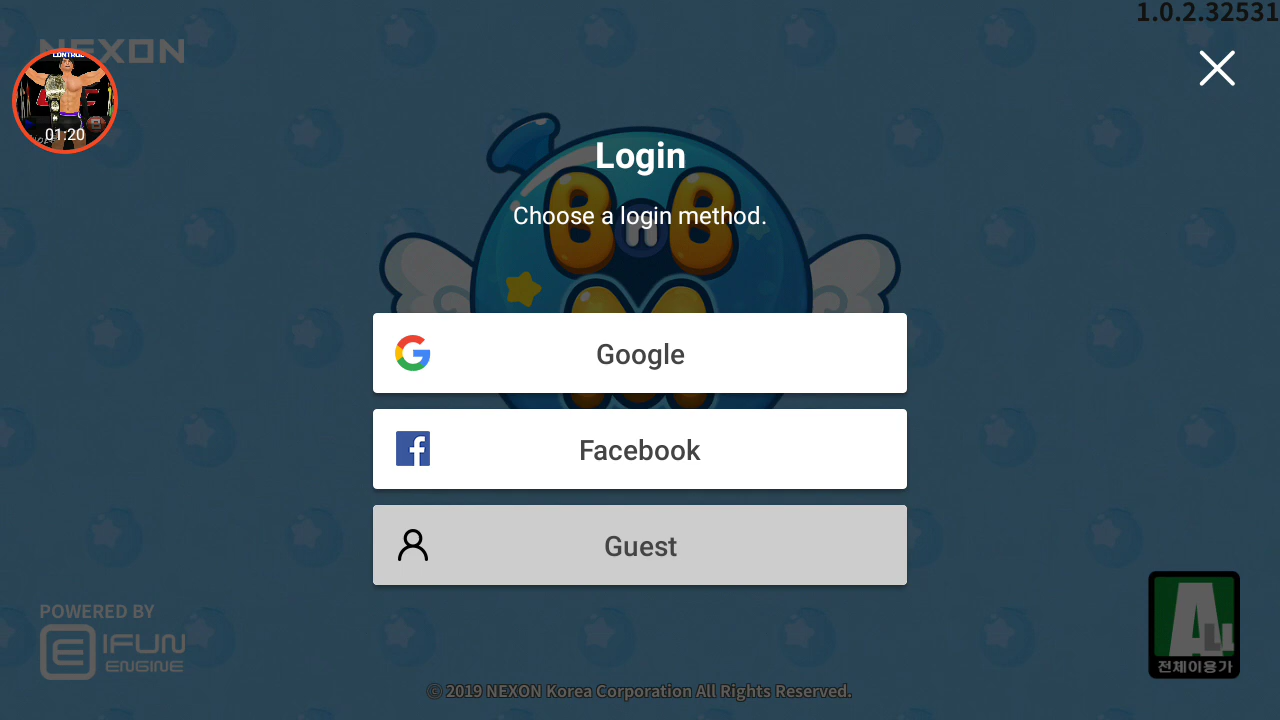 1.0.2.32531
NEXON
01:20
Login
Choose a login method.
B n B
M
Google
Facebook
Guest
POWERED BY
IFUN
ENGINE
전체이용가
© 2019 NEXON Korea Corporation All Rights Reserved.